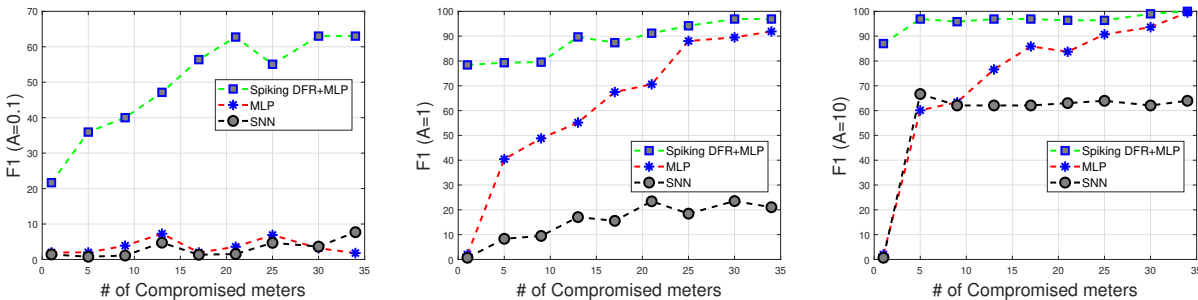 F1 (A=0.1)
70
60
50
40
30
20
10
0
0 5 10 15 20 25 30 35
# of Compromised meters
Spiking DFR+MLP
MLP
SNN
F1 (A=1)
100
90
80
70
60
50
40
30
20
10
0
0 5 10 15 20 25 30 35
# of Compromised meters
Spiking DFR+MLP
MLP
SNN
F1 (A=10)
100
90
80
70
60
50
40
30
20
10
0
0 5 10 15 20 25 30 35
# of Compromised meters
Spiking DFR+MLP
MLP
SNN